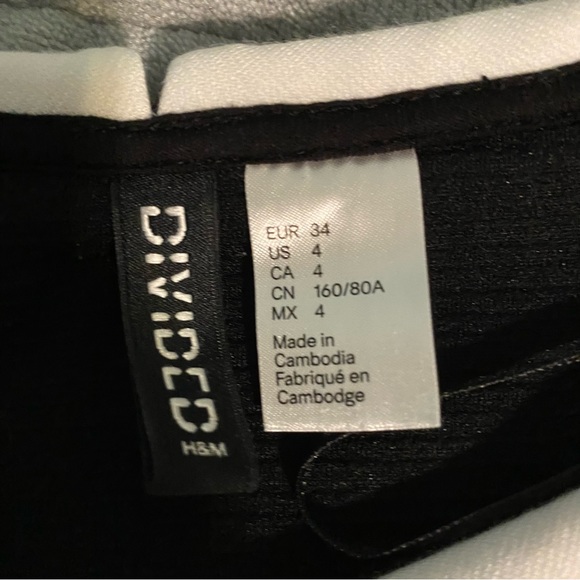 DIVIDED
H&M
EUR 34
US 4
CA 4
CN 160/80A
MX 4
Made in
Cambodia
Fabriqué en
Cambodge